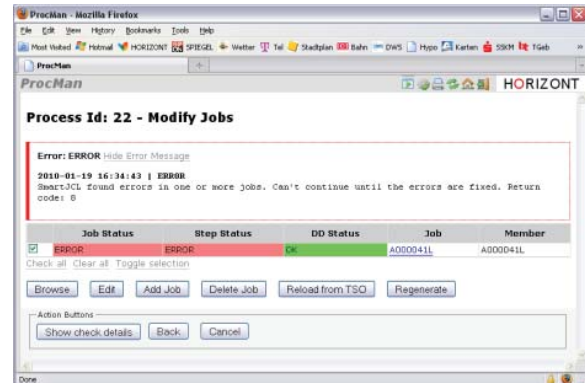 ProcMan - Mozilla Firefox
File Edit View History Bookmarks Tools Help
Most Visited Hotmail HORIZONT SPIEGEL Wetter Tel Stadtplan Bahn DWS Hypo Karten SSKM TGeb »
ProcMan
ProcMan HORIZONT
Process Id: 22 - Modify Jobs
Error: ERROR Hide Error Message
2010-01-19 16:34:43 | ERROR
SmartJCL found errors in one or more jobs. Can't continue until the errors are fixed. Return
code: 8
Job Status Step Status DD Status Job Member
ERROR ERROR OK A000041L A000041L
Check all Clear all Toggle selection
Browse Edit Add Job Delete Job Reload from TSO Regenerate
Action Buttons
Show check details Back Cancel
Done